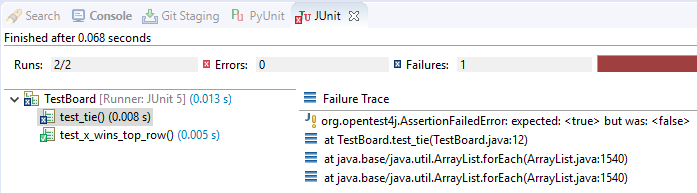 Search Console Git Staging PyUnit JUnit
Finished after 0.068 seconds
Runs: 2/2 Errors: 0 Failures: 1
TestBoard [Runner: JUnit 5] (0.013 s)
test_tie() (0.008 s)
test_x_wins_top_row() (0.005 s)
Failure Trace
org.opentest4j.AssertionFailedError: expected: <true> but was: <false>
at TestBoard.test_tie(TestBoard.java:12)
at java.base/java.util.ArrayList.forEach(ArrayList.java:1540)
at java.base/java.util.ArrayList.forEach(ArrayList.java:1540)